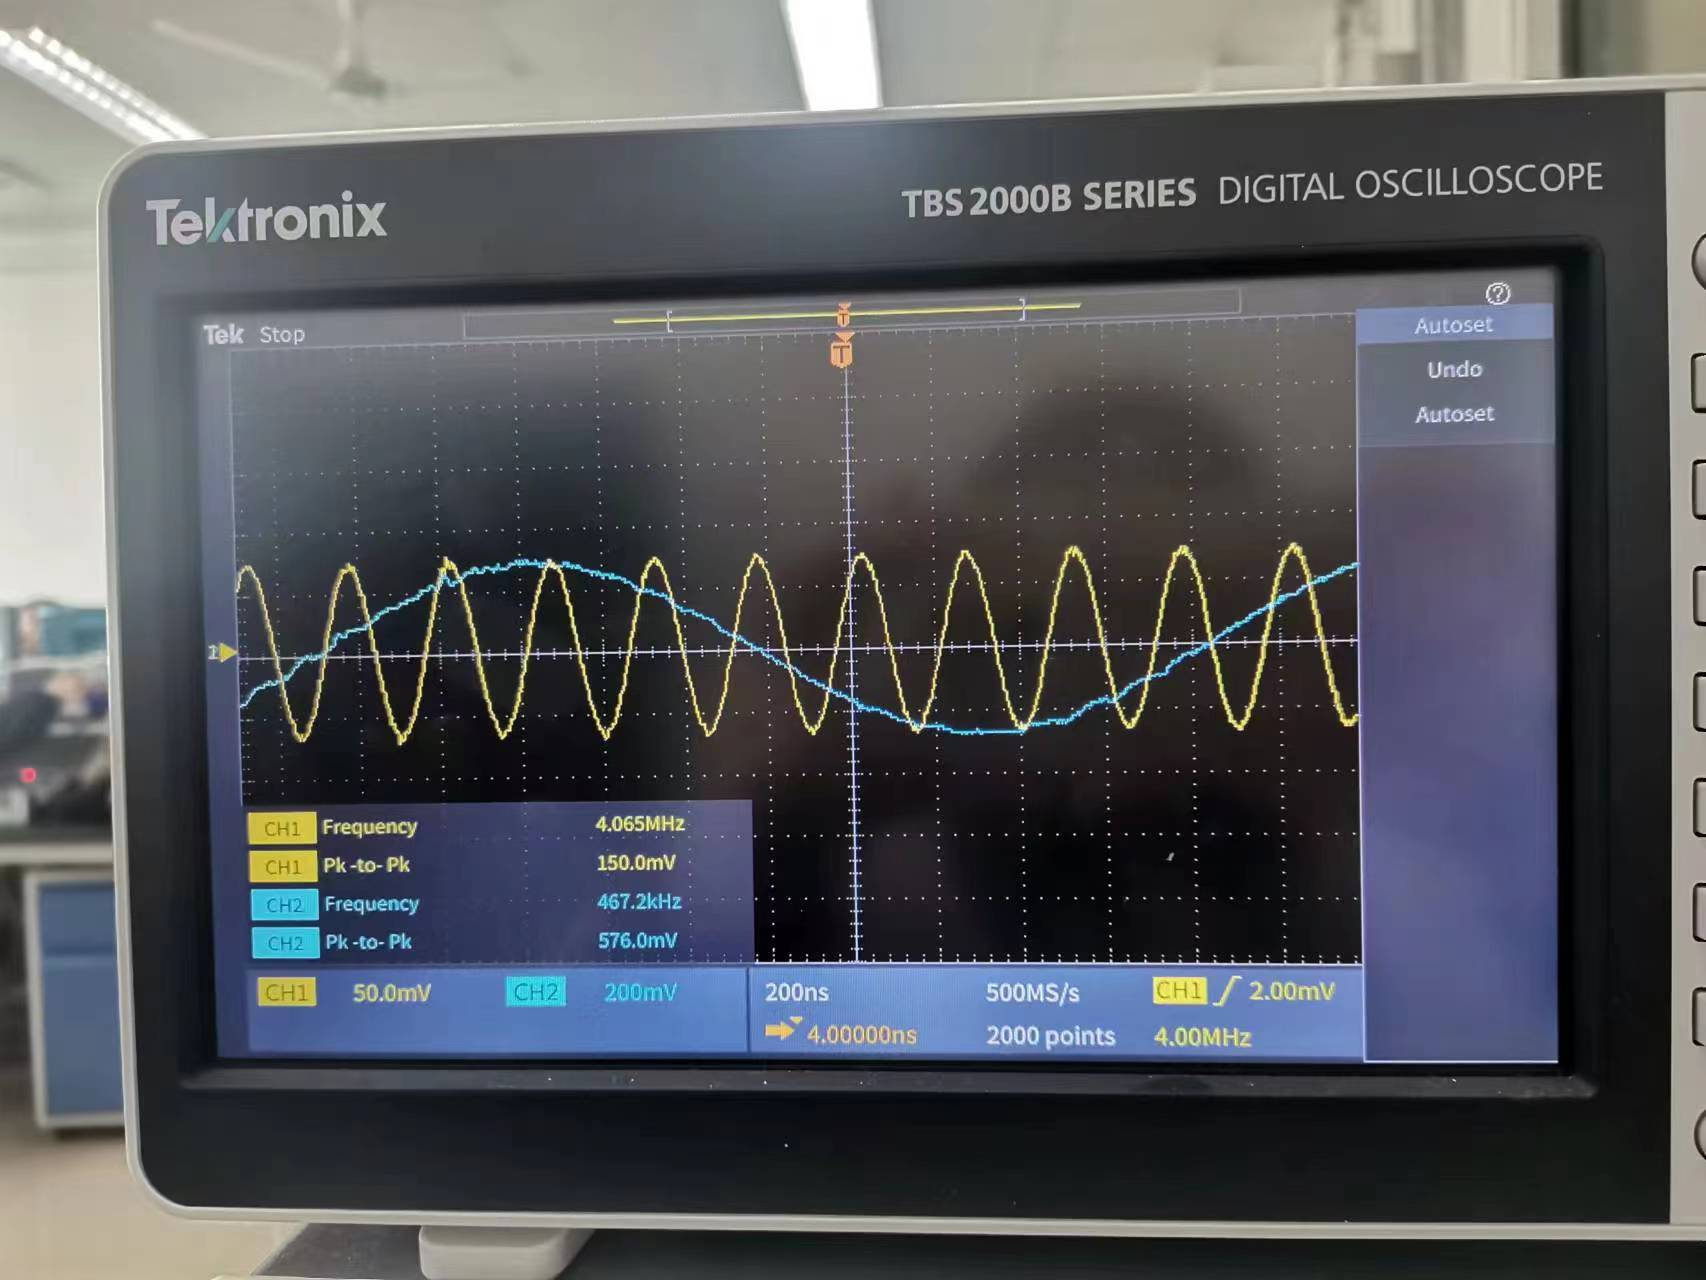 Tektronix
TBS 2000B SERIES DIGITAL OSCILLOSCOPE
Tek Stop
T
T
?
Autoset
Undo
Autoset
1
CH1 Frequency 4.065MHz
CH1 Pk-to-Pk 150.0mV
CH2 Frequency 467.2kHz
CH2 Pk-to-Pk 576.0mV
CH1 50.0mV CH2 200mV 200ns 500MS/s CH1 2.00mV
4.00000ns 2000 points 4.00MHz